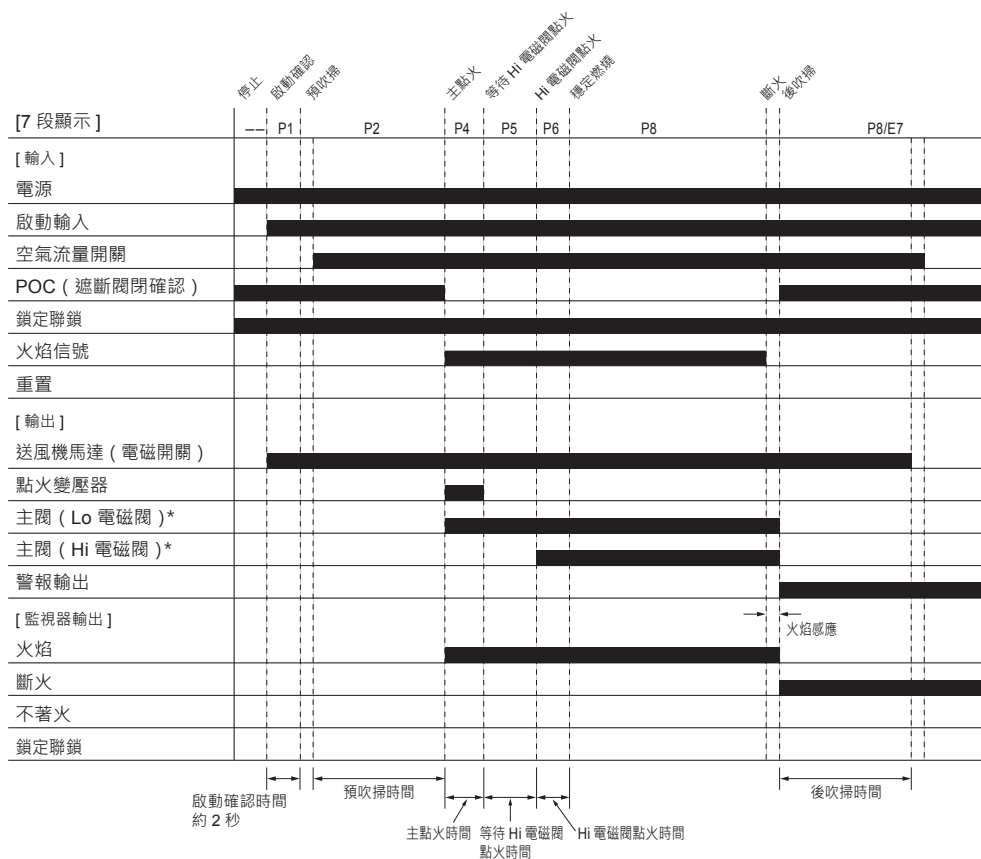 停止
啟動確認
預吹掃
主點火
等待 Hi 電磁閥點火
Hi 電磁閥點火
穩定燃燒
斷火
後吹掃
[7 段顯示 ]
−− P1 P2 P4 P5 P6 P8 P8/E7
[ 輸入 ]
電源
啟動輸入
空氣流量開關
POC ( 遮斷閥閉確認 )
鎖定聯鎖
火焰信號
重置
[ 輸出 ]
送風機馬達 ( 電磁開關 )
點火變壓器
主閥 ( Lo 電磁閥 )*
主閥 ( Hi 電磁閥 )*
警報輸出
[ 監視器輸出 ]
火焰感應
火焰
斷火
不著火
鎖定聯鎖
啟動確認時間
約 2 秒
預吹掃時間
主點火時間
等待 Hi 電磁閥
點火時間
Hi 電磁閥點火時間
後吹掃時間